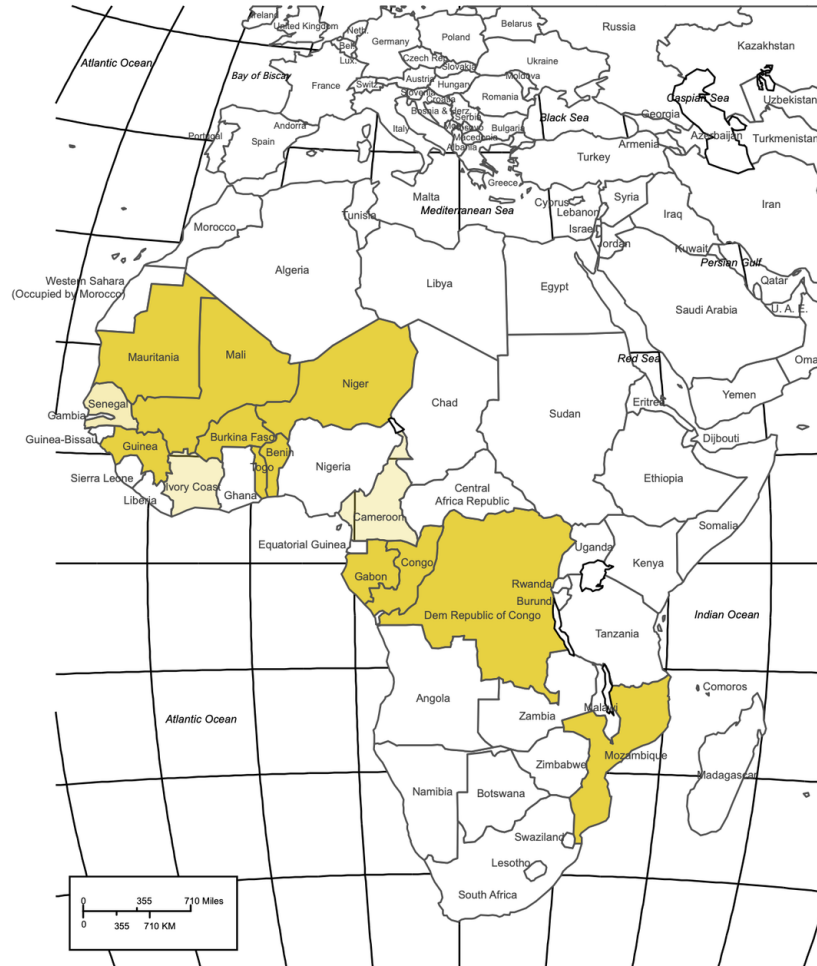 Ireland
United Kingdom
Neth.
Belarus
Russia
Germany
Poland
Kazakhstan
Bel.
Lux.
Atlantic Ocean
Czech Rep.
Ukraine
Slovakia
Bay of Biscay
France
Switz.
Austria
Hungary
Moldova
Slovenia
Croatia
Romania
Caspian Sea
Uzbekistan
Bosnia & Herz.
Serbia
Black Sea
Georgia
Portugal
Andorra
Spain
Italy
Macedonia
Bulgaria
Albania
Armenia
Azerbaijan
Turkmenistan
Turkey
Greece
Malta
Tunisia
Cyprus
Syria
Iran
Mediterranean Sea
Lebanon
Iraq
Morocco
Israel
Jordan
Kuwait
Persian Gulf
Algeria
Libya
Egypt
Qatar
Western Sahara
(Occupied by Morocco)
Saudi Arabia
U. A. E.
Mauritania
Mali
Red Sea
Oma
Niger
Chad
Sudan
Eritrea
Yemen
Senegal
Gambia
Guinea-Bissau
Guinea
Burkina Faso
Benin
Togo
Nigeria
Djibouti
Sierra Leone
Ivory Coast
Ghana
Liberia
Central
Africa Republic
Ethiopia
Cameroon
Somalia
Equatorial Guinea
Uganda
Kenya
Gabon
Congo
Rwanda
Burundi
Dem Republic of Congo
Indian Ocean
Tanzania
Comoros
Angola
Malawi
Atlantic Ocean
Zambia
Mozambique
Zimbabwe
Madagascar
Namibia
Botswana
Swaziland
Lesotho
South Africa
0 355 710 Miles
0 355 710 KM